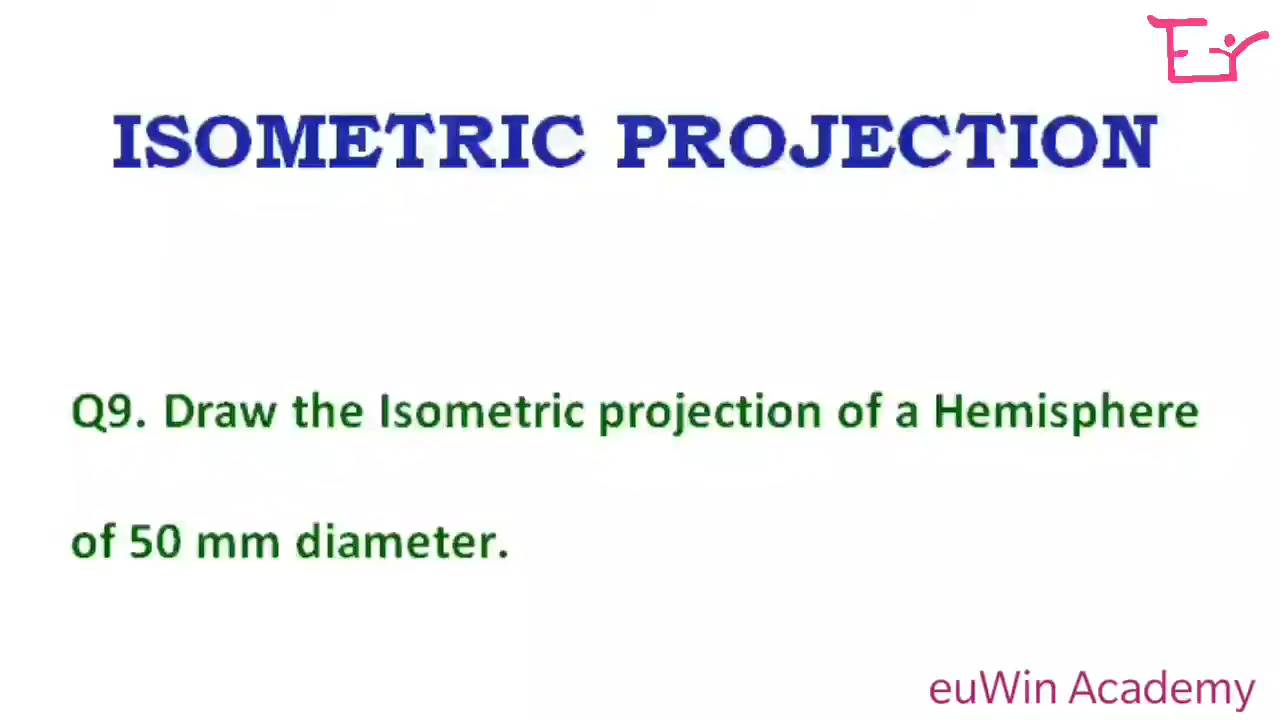 ISOMETRIC PROJECTION
Q9. Draw the Isometric projection of a Hemisphere
of 50 mm diameter.
euWin Academy